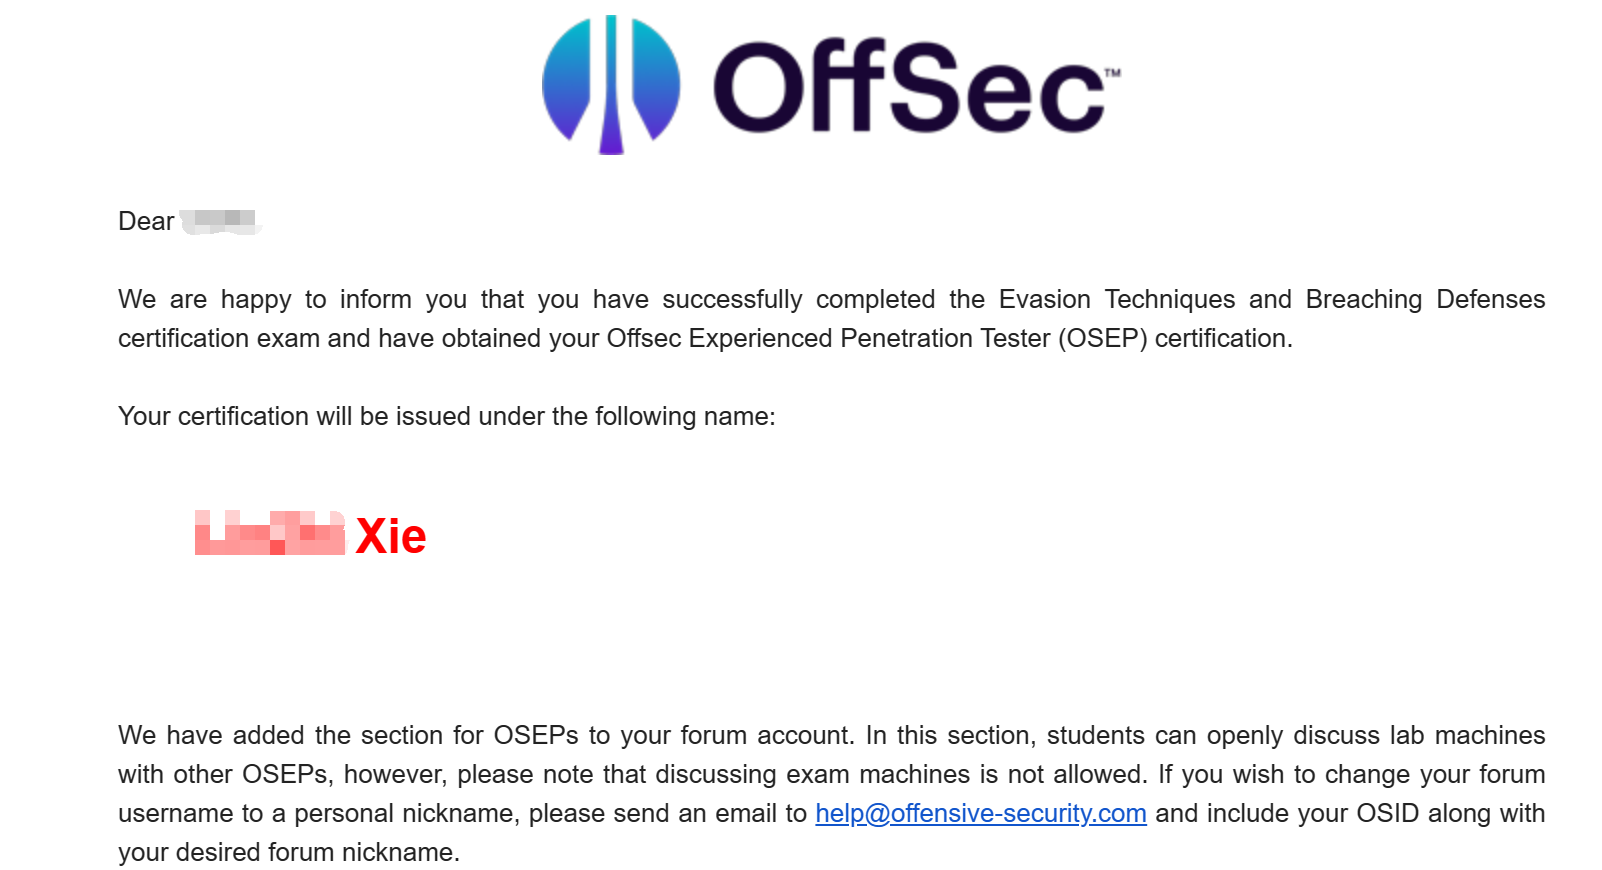 OffSec™
Dear
We are happy to inform you that you have successfully completed the Evasion Techniques and Breaching Defenses
certification exam and have obtained your Offsec Experienced Penetration Tester (OSEP) certification.
Your certification will be issued under the following name:
Xie
We have added the section for OSEPs to your forum account. In this section, students can openly discuss lab machines
with other OSEPs, however, please note that discussing exam machines is not allowed. If you wish to change your forum
username to a personal nickname, please send an email to help@offensive-security.com and include your OSID along with
your desired forum nickname.